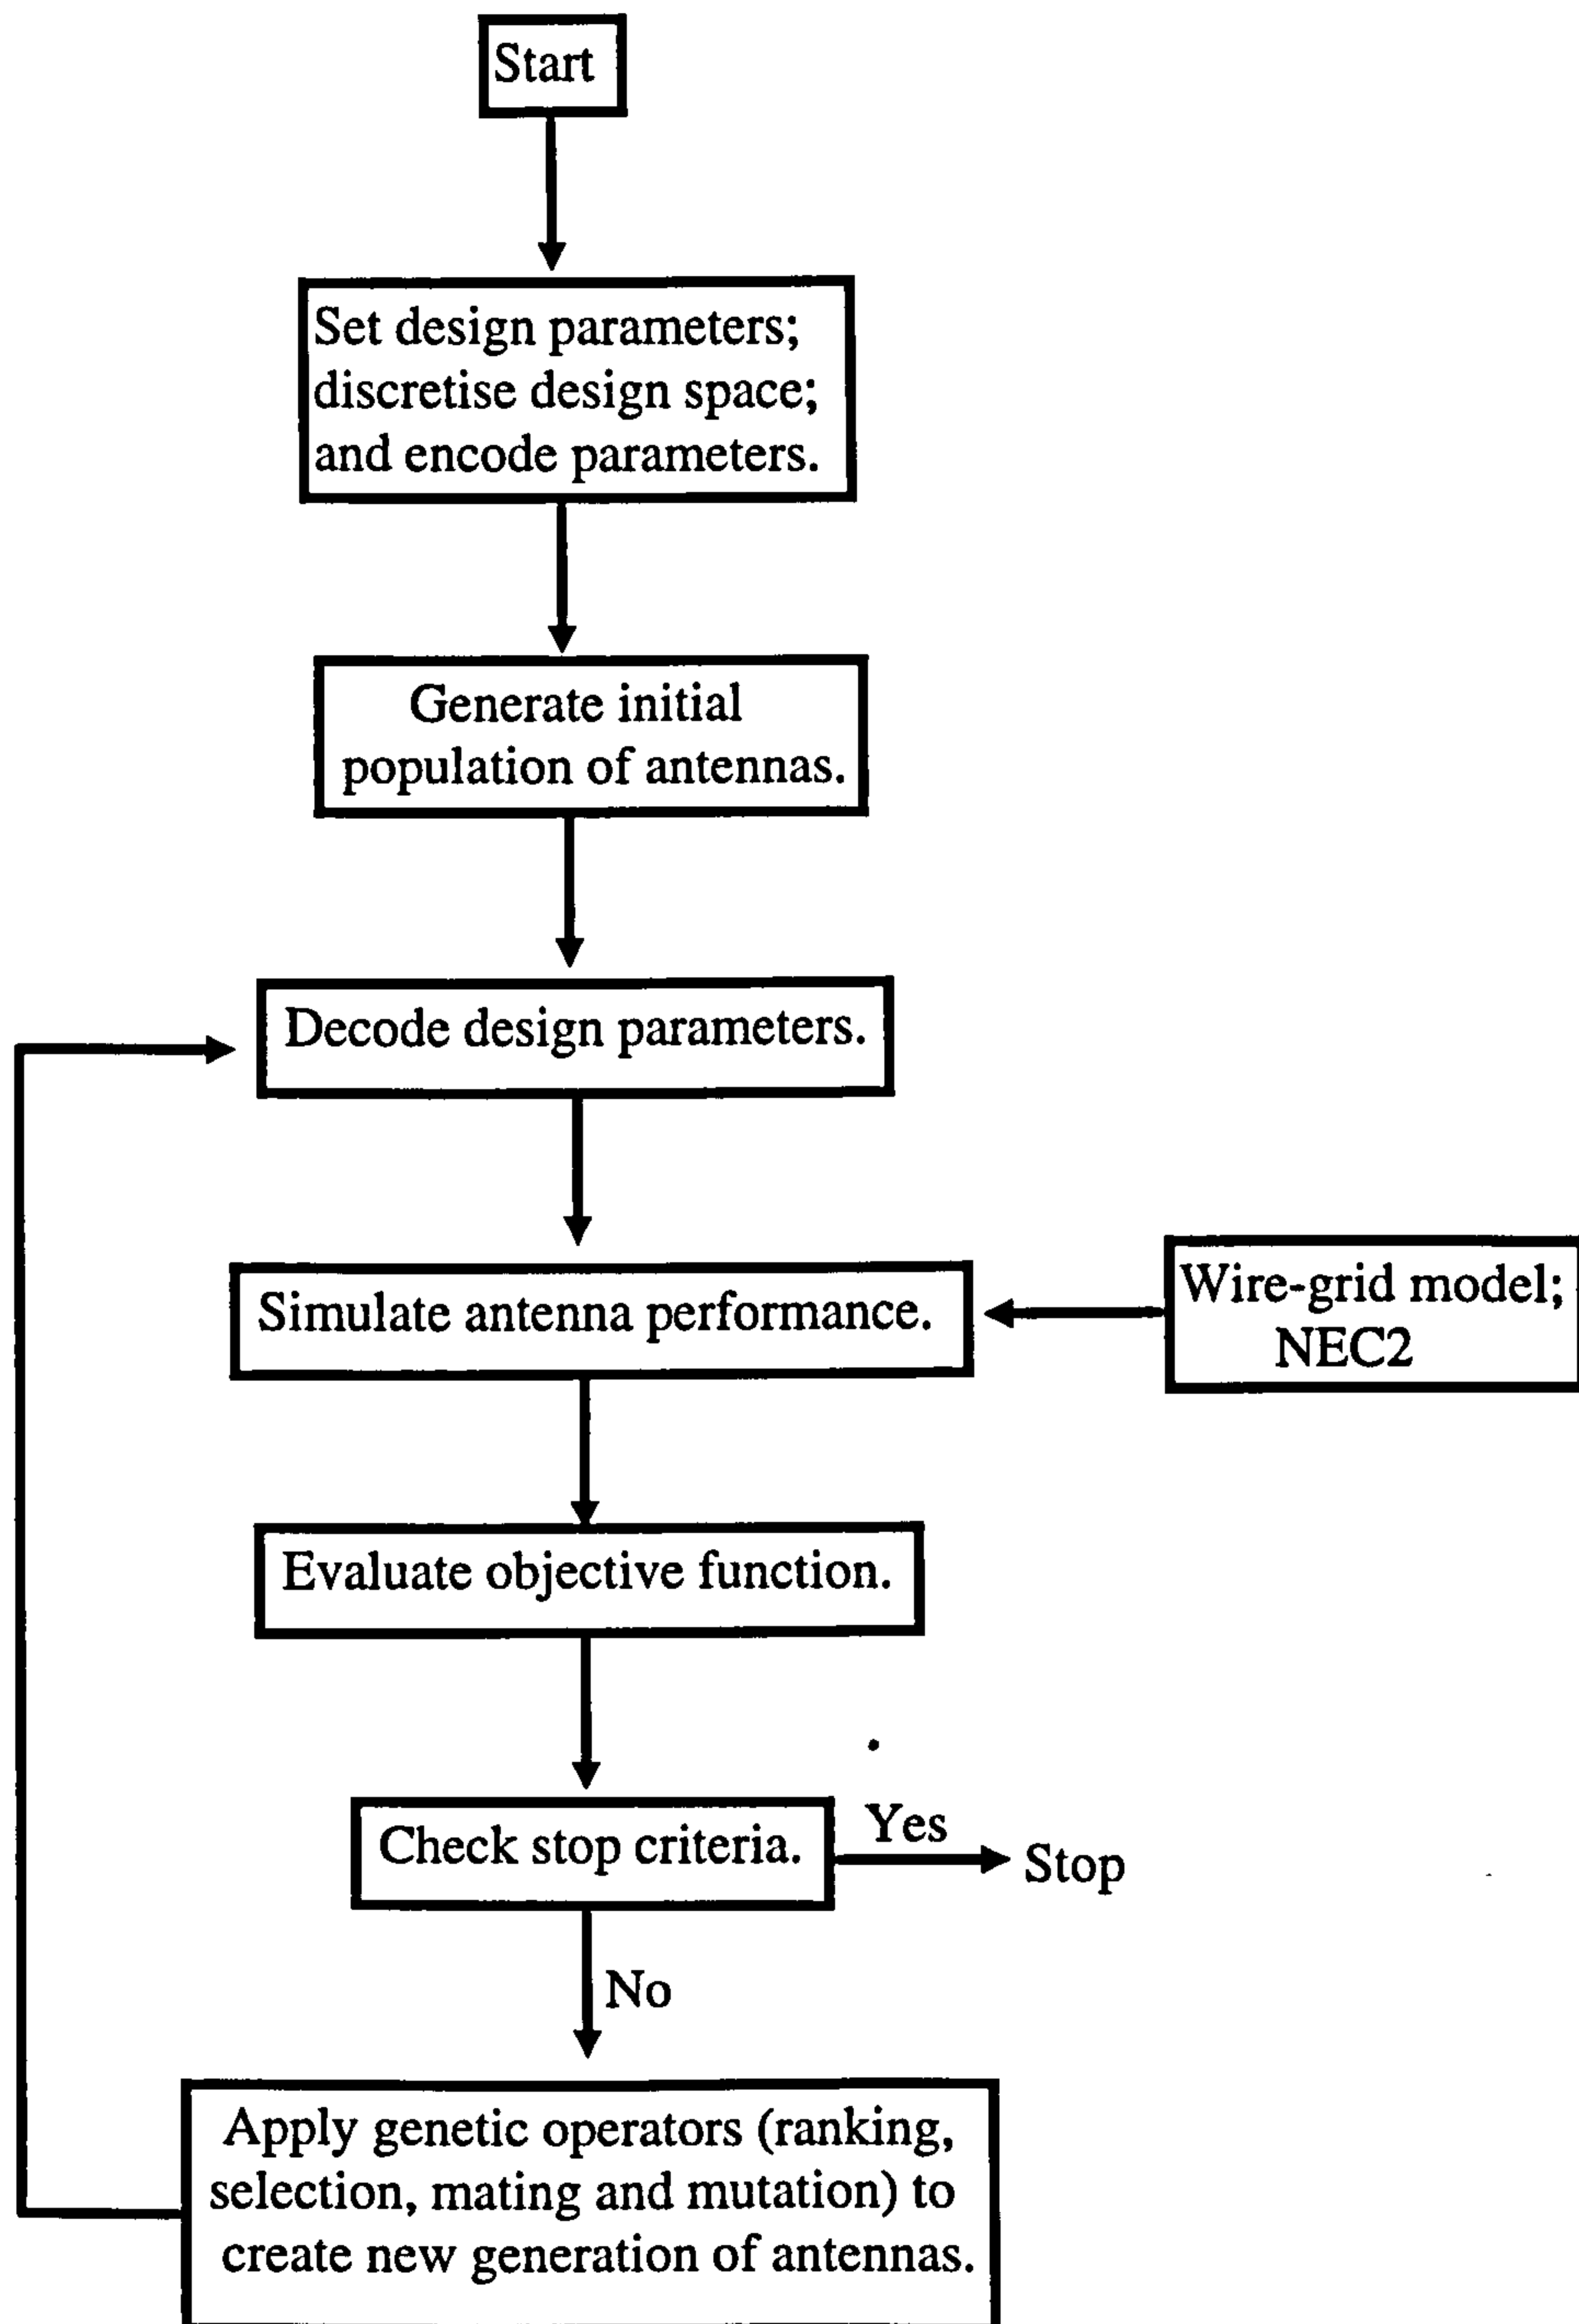 Start
Set design parameters;
discretise design space;
and encode parameters.
Generate initial
population of antennas.
Decode design parameters.
Simulate antenna performance.
Wire-grid model;
NEC2
Evaluate objective function.
Check stop criteria.
Yes
Stop
No
Apply genetic operators (ranking,
selection, mating and mutation) to
create new generation of antennas.